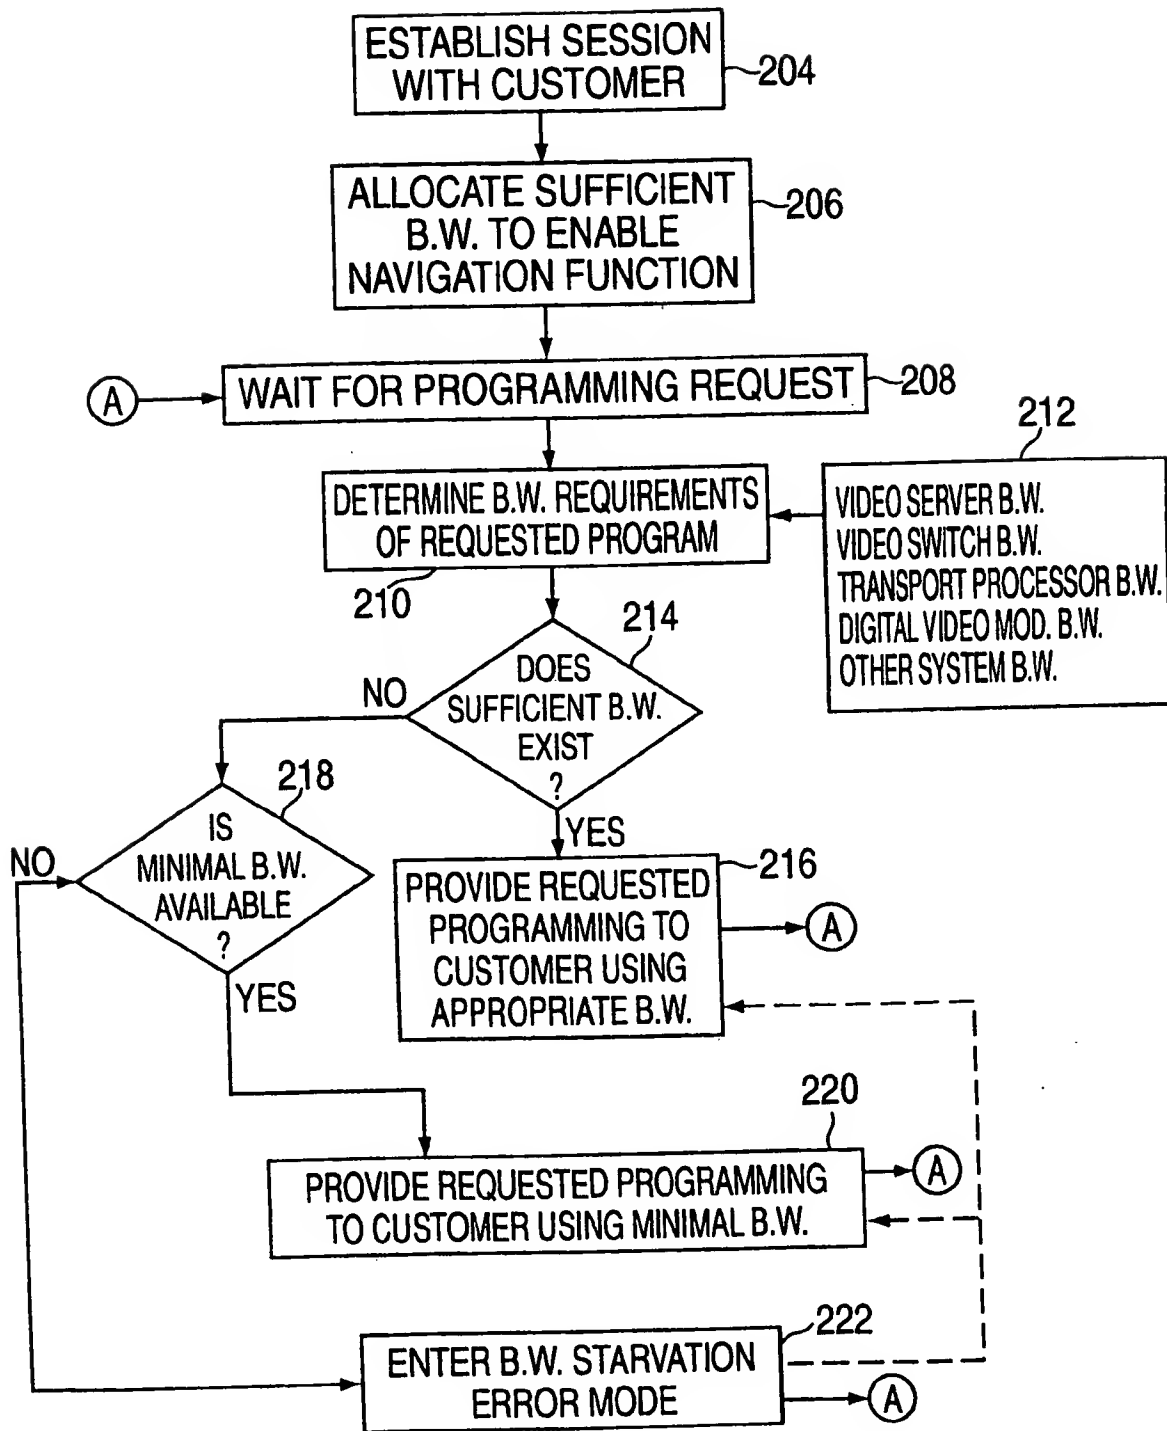 ESTABLISH SESSION
WITH CUSTOMER
204
ALLOCATE SUFFICIENT
B.W. TO ENABLE
NAVIGATION FUNCTION
206
A
WAIT FOR PROGRAMMING REQUEST
208
DETERMINE B.W. REQUIREMENTS
OF REQUESTED PROGRAM
210
212
VIDEO SERVER B.W.
VIDEO SWITCH B.W.
TRANSPORT PROCESSOR B.W.
DIGITAL VIDEO MOD. B.W.
OTHER SYSTEM B.W.
214
DOES
SUFFICIENT B.W.
EXIST
?
NO
YES
218
IS
MINIMAL B.W.
AVAILABLE
?
NO
YES
216
PROVIDE REQUESTED
PROGRAMMING TO
CUSTOMER USING
APPROPRIATE B.W.
A
220
PROVIDE REQUESTED PROGRAMMING
TO CUSTOMER USING MINIMAL B.W.
A
222
ENTER B.W. STARVATION
ERROR MODE
A